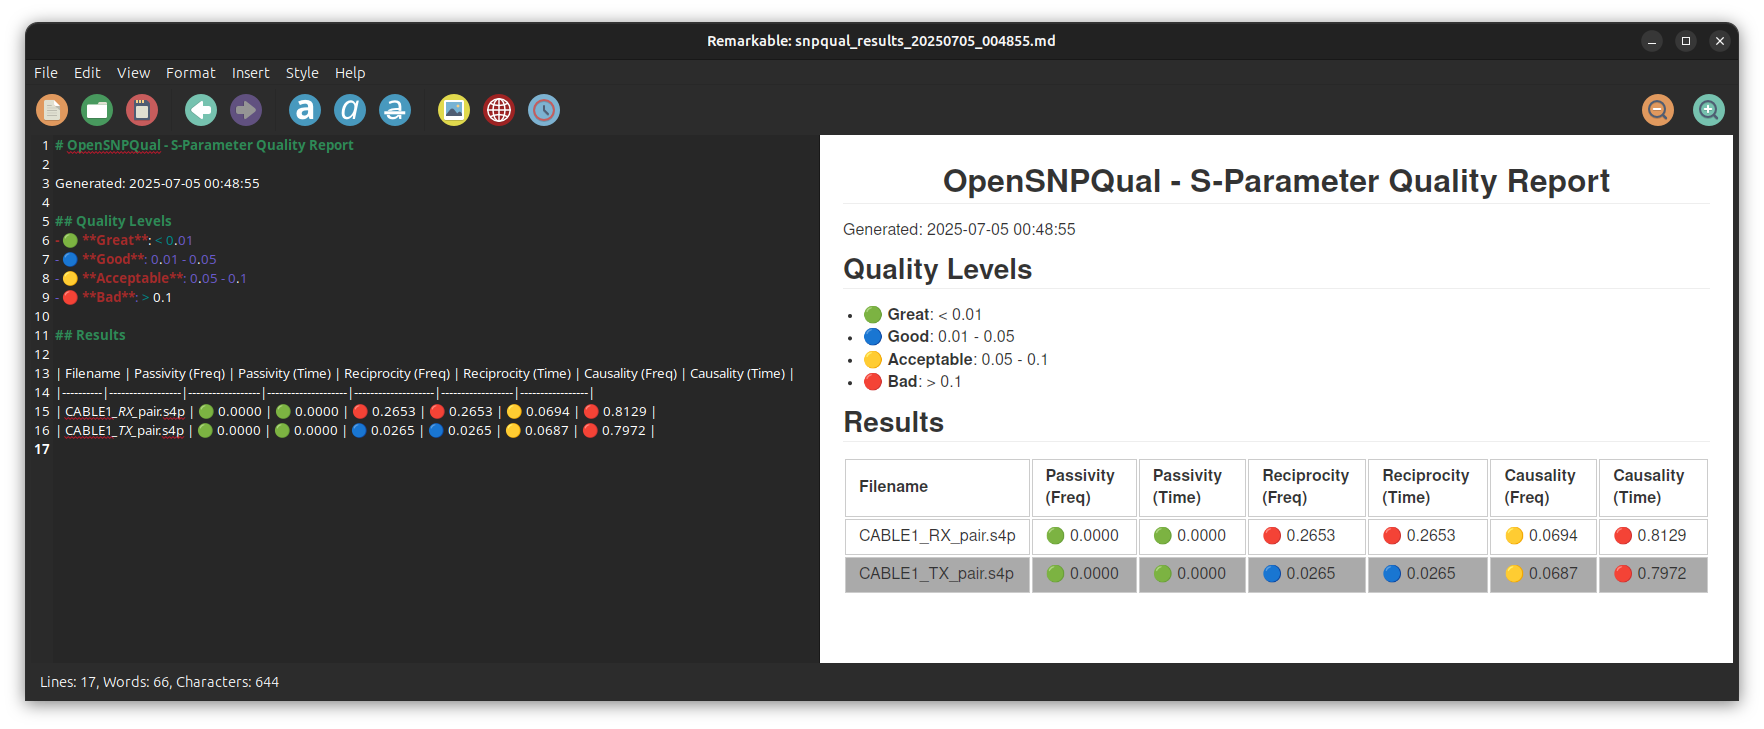 Remarkable: snpqual_results_20250705_004855.md
File Edit View Format Insert Style Help
1 # OpenSNPQual - S-Parameter Quality Report
2
3 Generated: 2025-07-05 00:48:55
4
5 ## Quality Levels
6 - 🟢 **Great**: < 0.01
7 - 🔵 **Good**: 0.01 - 0.05
8 - 🟡 **Acceptable**: 0.05 - 0.1
9 - 🔴 **Bad**: > 0.1
10
11 ## Results
12
13 | Filename | Passivity (Freq) | Passivity (Time) | Reciprocity (Freq) | Reciprocity (Time) | Causality (Freq) | Causality (Time) |
14 |----------|------------------|------------------|--------------------|--------------------|------------------|------------------|
15 | CABLE1_RX_pair.s4p | 🟢 0.0000 | 🟢 0.0000 | 🔴 0.2653 | 🔴 0.2653 | 🟡 0.0694 | 🔴 0.8129 |
16 | CABLE1_TX_pair.s4p | 🟢 0.0000 | 🟢 0.0000 | 🔵 0.0265 | 🔵 0.0265 | 🟡 0.0687 | 🔴 0.7972 |
17
OpenSNPQual - S-Parameter Quality Report
Generated: 2025-07-05 00:48:55
Quality Levels
• 🟢 Great: < 0.01
• 🔵 Good: 0.01 - 0.05
• 🟡 Acceptable: 0.05 - 0.1
• 🔴 Bad: > 0.1
Results
Filename Passivity (Freq) Passivity (Time) Reciprocity (Freq) Reciprocity (Time) Causality (Freq) Causality (Time)
CABLE1_RX_pair.s4p 🟢 0.0000 🟢 0.0000 🔴 0.2653 🔴 0.2653 🟡 0.0694 🔴 0.8129
CABLE1_TX_pair.s4p 🟢 0.0000 🟢 0.0000 🔵 0.0265 🔵 0.0265 🟡 0.0687 🔴 0.7972
Lines: 17, Words: 66, Characters: 644